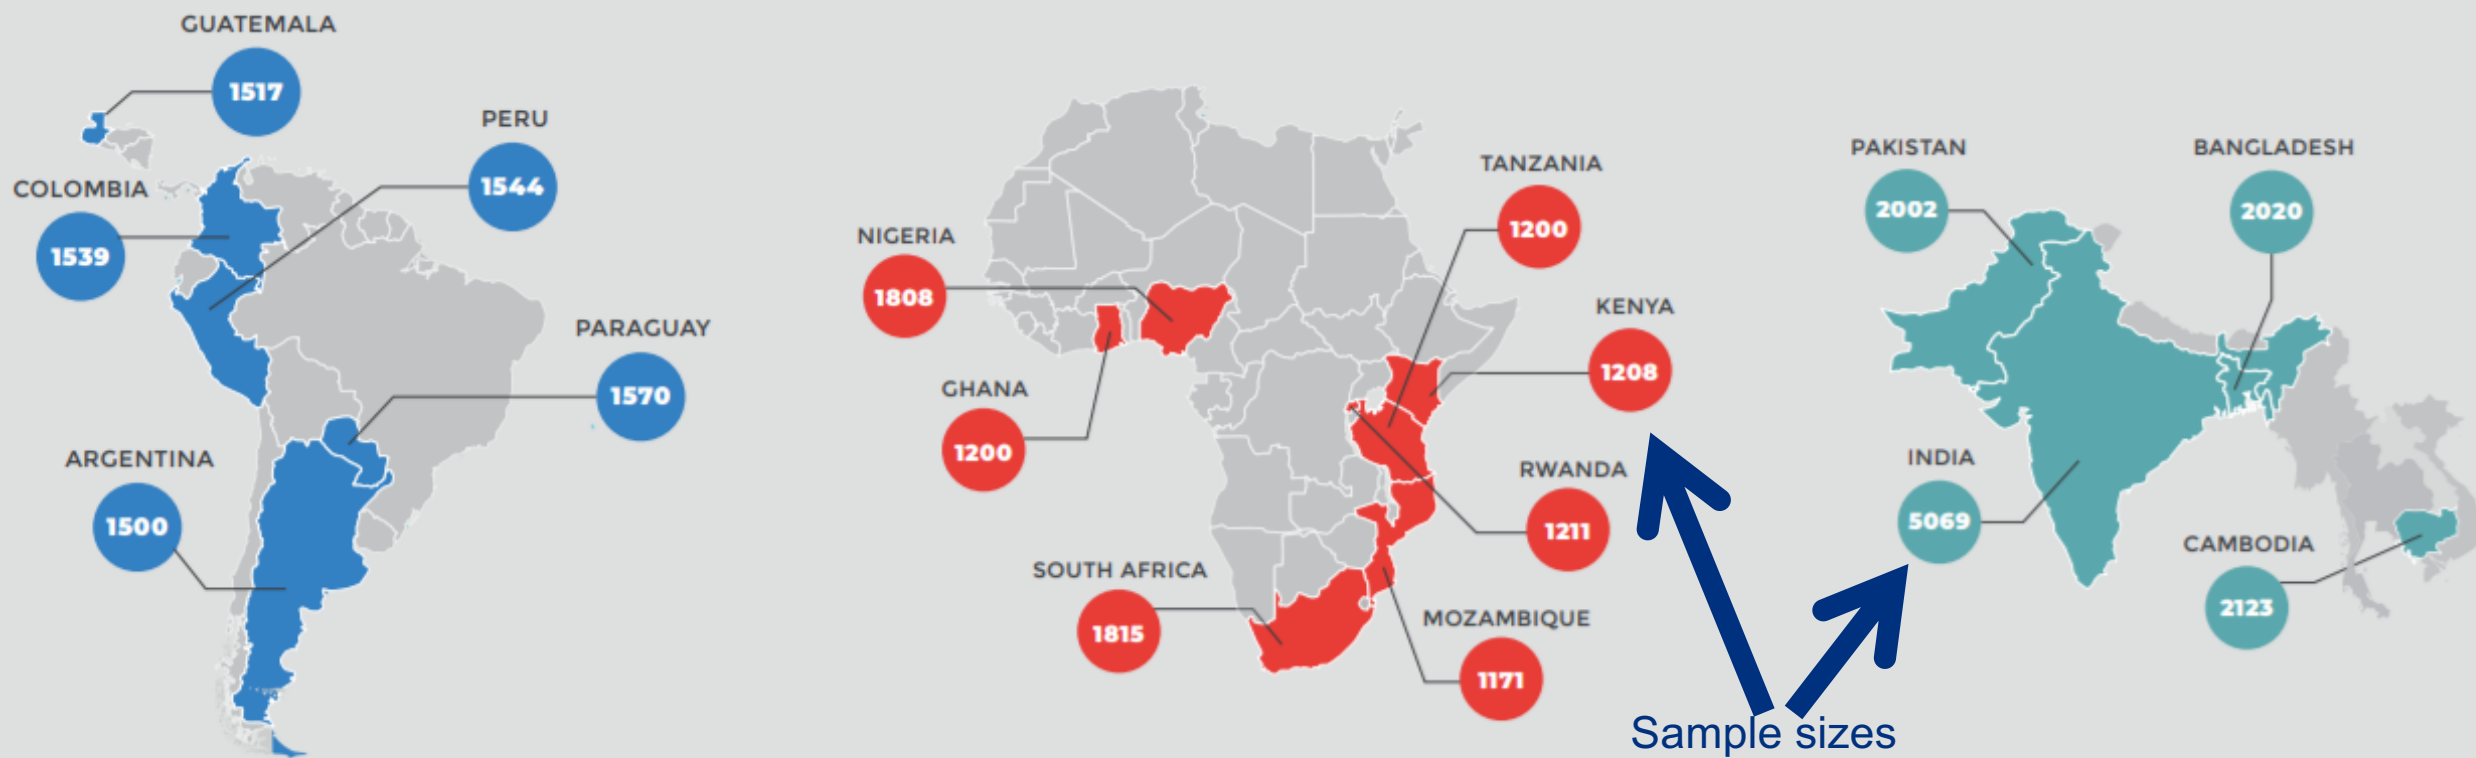 GUATEMALA
1517
PERU
1544
COLOMBIA
1539
PARAGUAY
1570
ARGENTINA
1500
NIGERIA
1808
TANZANIA
1200
KENYA
1208
GHANA
1200
RWANDA
1211
SOUTH AFRICA
1815
MOZAMBIQUE
1171
PAKISTAN
2002
BANGLADESH
2020
INDIA
5069
CAMBODIA
2123
Sample sizes